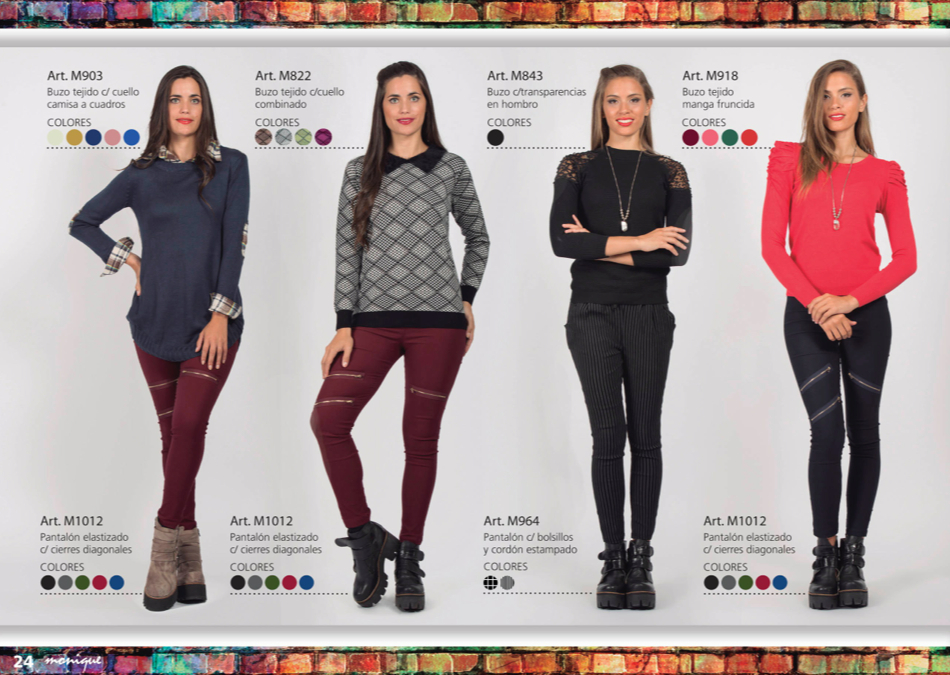 Art. M903
Buzo tejido c/ cuello
camisa a cuadros
COLORES
Art. M822
Buzo tejido c/cuello
combinado
COLORES
Art. M843
Buzo c/transparencias
en hombro
COLORES
Art. M918
Buzo tejido
manga fruncida
COLORES
Art. M1012
Pantalón elastizado
c/ cierres diagonales
COLORES
Art. M1012
Pantalón elastizado
c/ cierres diagonales
COLORES
Art. M964
Pantalón c/ bolsillos
y cordón estampado
COLORES
Art. M1012
Pantalón elastizado
c/ cierres diagonales
COLORES
24 monique